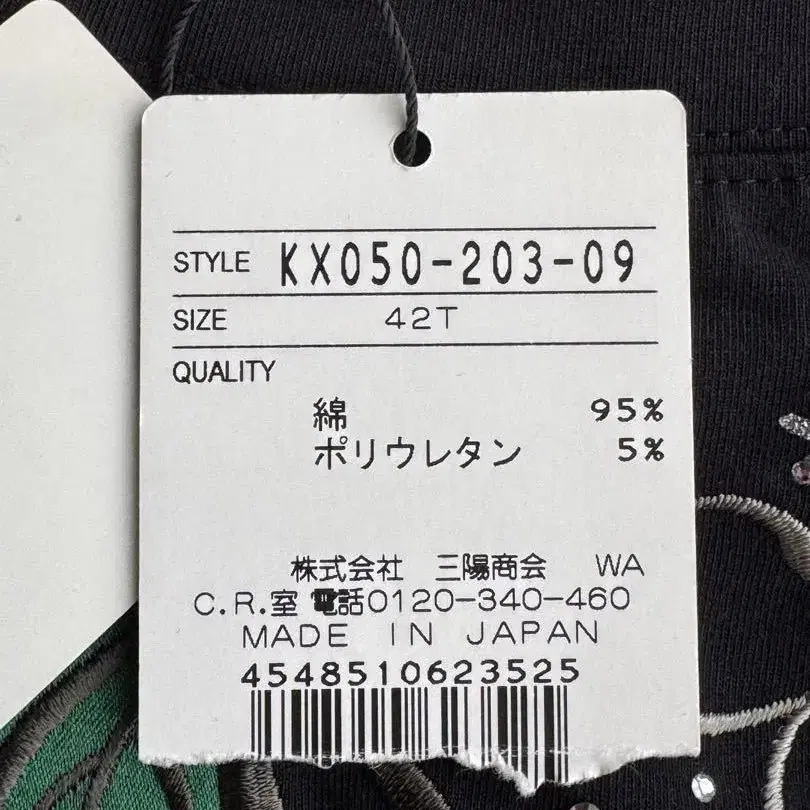 STYLE KX050-203-09
SIZE 42T
QUALITY
綿 95%
ポリウレタン 5%
株式会社 三陽商会 WA
C.R.室 電話0120-340-460
MADE IN JAPAN
4548510623525